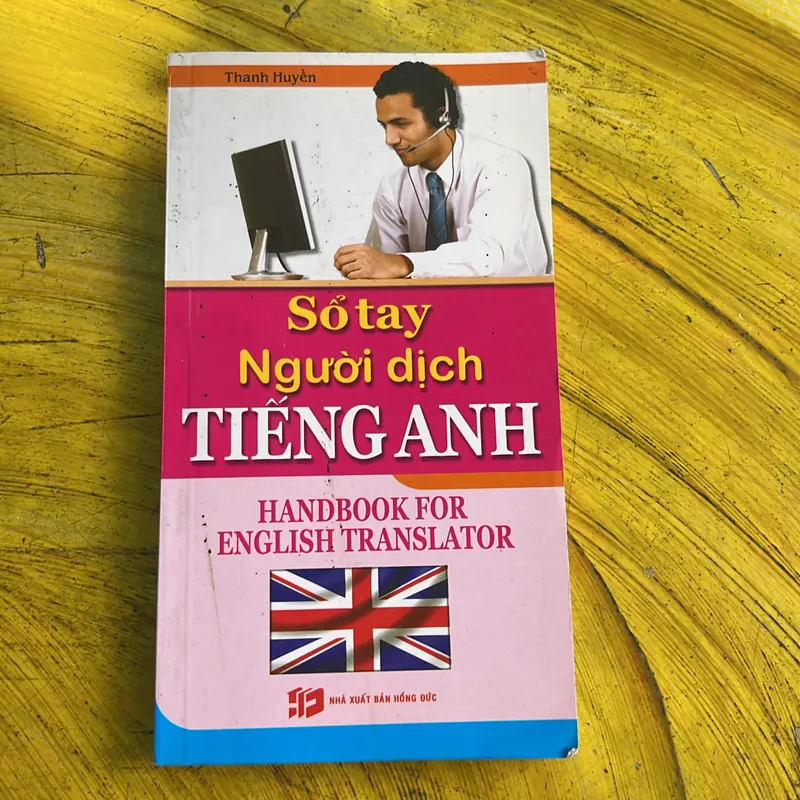 Thanh Huyền
Sổ tay
Người dịch
TIẾNG ANH
HANDBOOK FOR
ENGLISH TRANSLATOR
NHÀ XUẤT BẢN HỒNG ĐỨC